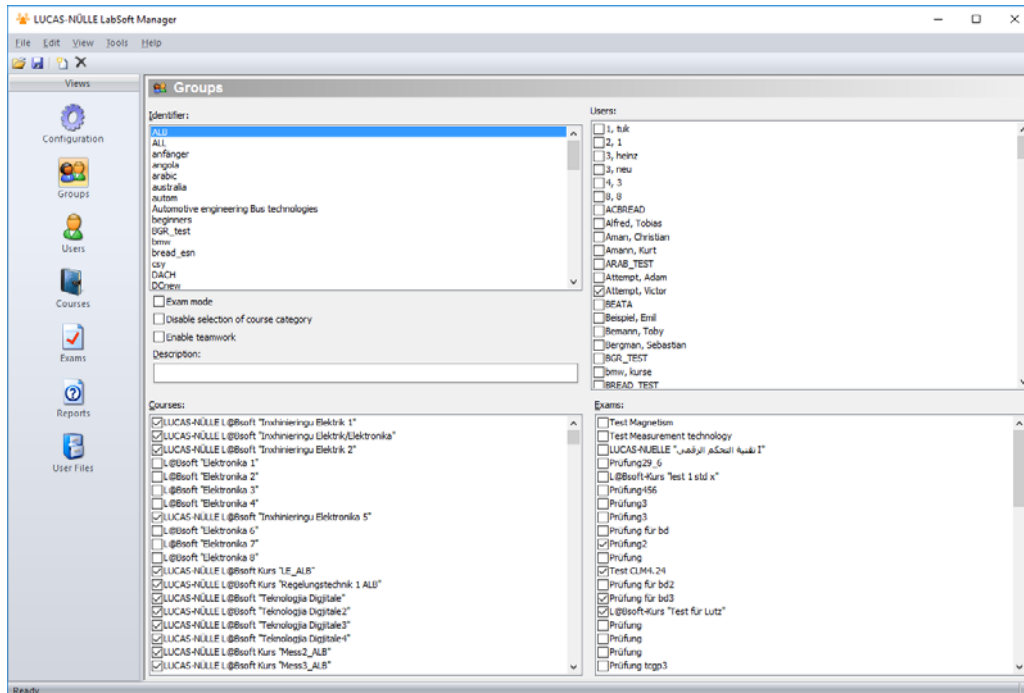 LUCAS-NÜLLE LabSoft Manager
File Edit View Tools Help
Views
Configuration
Groups
Users
Courses
Exams
Reports
User Files
Groups
Identifier:
ALB
ALL
anfänger
angola
arabic
australia
autom
Automotive engineering Bus technologies
beginners
BGR_test
bmw
bread_esn
csy
DACH
DCnew
Exam mode
Disable selection of course category
Enable teamwork
Description:
Users:
1, tuk
2, 1
3, heinz
3, neu
4, 3
8, 8
ACBREAD
Alfred, Tobias
Aman, Christian
Amann, Kurt
ARAB_TEST
Attempt, Adam
Attempt, Victor
BEATA
Beispiel, Emil
Bemann, Toby
Bergman, Sebastian
BGR_TEST
bmw, kurse
BREAD_TEST
Courses:
LUCAS-NÜLLE L@Bsoft "Inxhinieringu Elektrik 1"
LUCAS-NÜLLE L@Bsoft "Inxhinieringu Elektrik/Elektronika"
LUCAS-NÜLLE L@Bsoft "Inxhinieringu Elektrik 2"
L@Bsoft "Elektronika 1"
L@Bsoft "Elektronika 2"
L@Bsoft "Elektronika 3"
L@Bsoft "Elektronika 4"
LUCAS-NÜLLE L@Bsoft "Inxhinieringu Elektronika 5"
L@Bsoft "Elektronika 6"
L@Bsoft "Elektronika 7"
L@Bsoft "Elektronika 8"
LUCAS-NÜLLE L@Bsoft Kurs "LE_ALB"
LUCAS-NÜLLE L@Bsoft Kurs "Regelungstechnik 1 ALB"
LUCAS-NÜLLE L@Bsoft "Teknologjia Digjitale"
LUCAS-NÜLLE L@Bsoft "Teknologjia Digjitale2"
LUCAS-NÜLLE L@Bsoft "Teknologjia Digjitale3"
LUCAS-NÜLLE L@Bsoft "Teknologjia Digjitale4"
LUCAS-NÜLLE L@Bsoft Kurs "Mess2_ALB"
LUCAS-NÜLLE L@Bsoft Kurs "Mess3_ALB"
Exams:
Test Magnetism
Test Measurement technology
LUCAS-NUELLE "تقنية التحكم الرقمي I"
Prüfung29_6
L@Bsoft-Kurs "test 1 std x"
Prüfung456
Prüfung3
Prüfung3
Prüfung für bd
Prüfung2
Prüfung
Test CLM4.24
Prüfung für bd2
Prüfung für bd3
L@Bsoft-Kurs "Test für Lutz"
Prüfung
Prüfung
Prüfung
Prüfung tcgp3
Ready